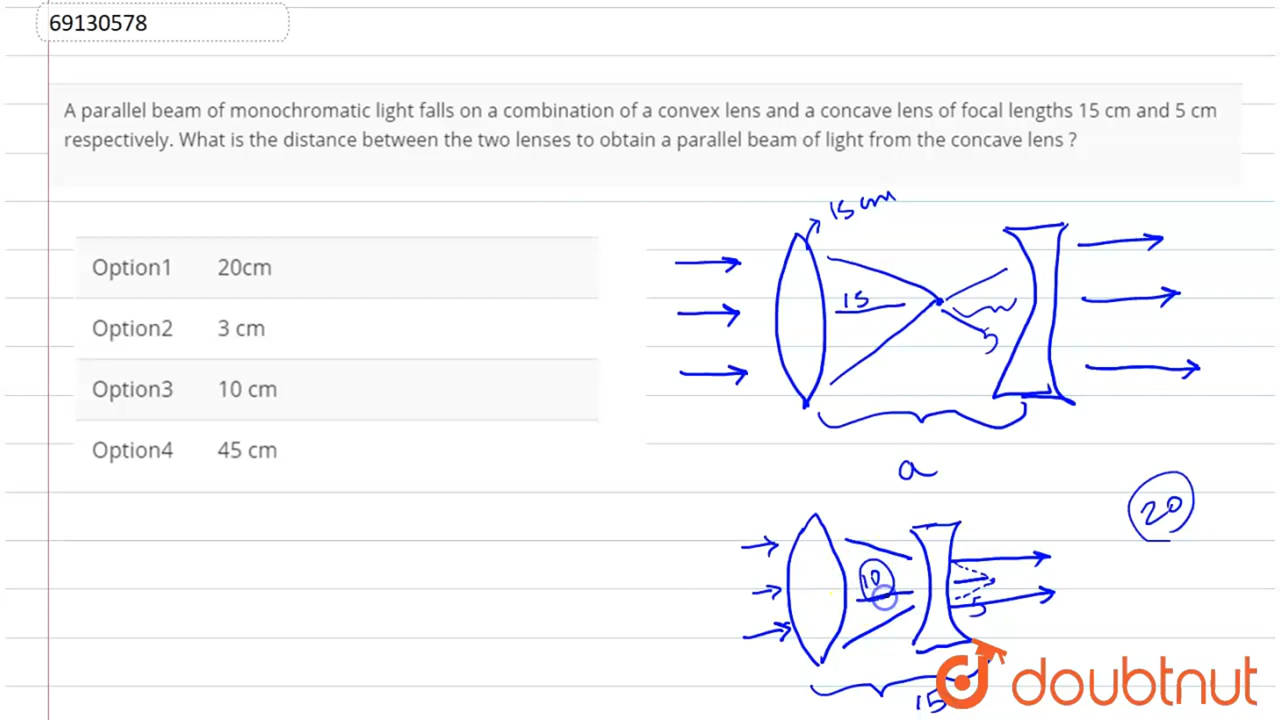 69130578
A parallel beam of monochromatic light falls on a combination of a convex lens and a concave lens of focal lengths 15 cm and 5 cm
respectively. What is the distance between the two lenses to obtain a parallel beam of light from the concave lens ?
15 cm
Option1 20cm
15
Option2 3 cm
5
Option3 10 cm
Option4 45 cm
a
20
10
5
15
doubtnut